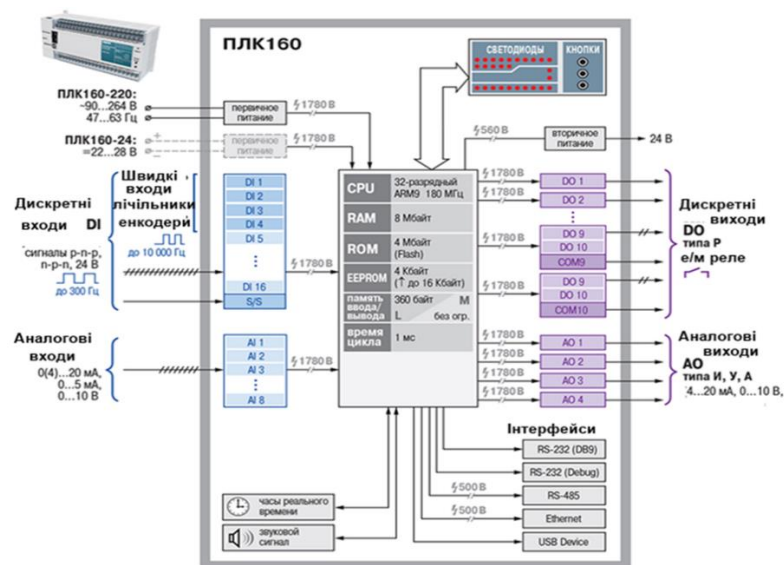 ПЛК160
СВЕТОДИОДЫ
КНОПКИ
ПЛК160-220:
~90...264 В
47...63 Гц
первичное
питание
1780 В
ПЛК160-24:
=22...28 В
первичное
питание
1780 В
560 В
вторичное
питание
24 В
Дискретні
входи DI
сигналы p-n-p,
n-p-n, 24 В
до 300 Гц
Швидкі
входи
лічільники
енкодери
до 10 000 Гц
DI 1
DI 2
DI 3
DI 4
DI 5
DI 16
S/S
1780 В
Аналогові
входи
0(4)...20 мА,
0...5 мА,
0...10 В
AI 1
AI 2
AI 3
AI 8
1780 В
CPU
32-разрядный
ARM9 180 МГц
RAM
8 Мбайт
ROM
4 Мбайт
(Flash)
EEPROM
4 Кбайт
(↑ до 16 Кбайт)
память
ввода/
вывода
360 байт
M
L
без огр.
время
цикла
1 мс
1780 В
DO 1
1780 В
DO 2
1780 В
DO 9
DO 10
COM9
1780 В
DO 9
DO 10
COM10
Дискретні
виходи
DO
типа Р
е/м реле
1780 В
AO 1
1780 В
AO 2
1780 В
AO 3
1780 В
AO 4
Аналогові
виходи
AO
типа И, У, А
4...20 мА, 0...10 В,
Інтерфейси
RS-232 (DB9)
RS-232 (Debug)
500 В
RS-485
500 В
Ethernet
USB Device
часы реального
времени
звуковой
сигнал